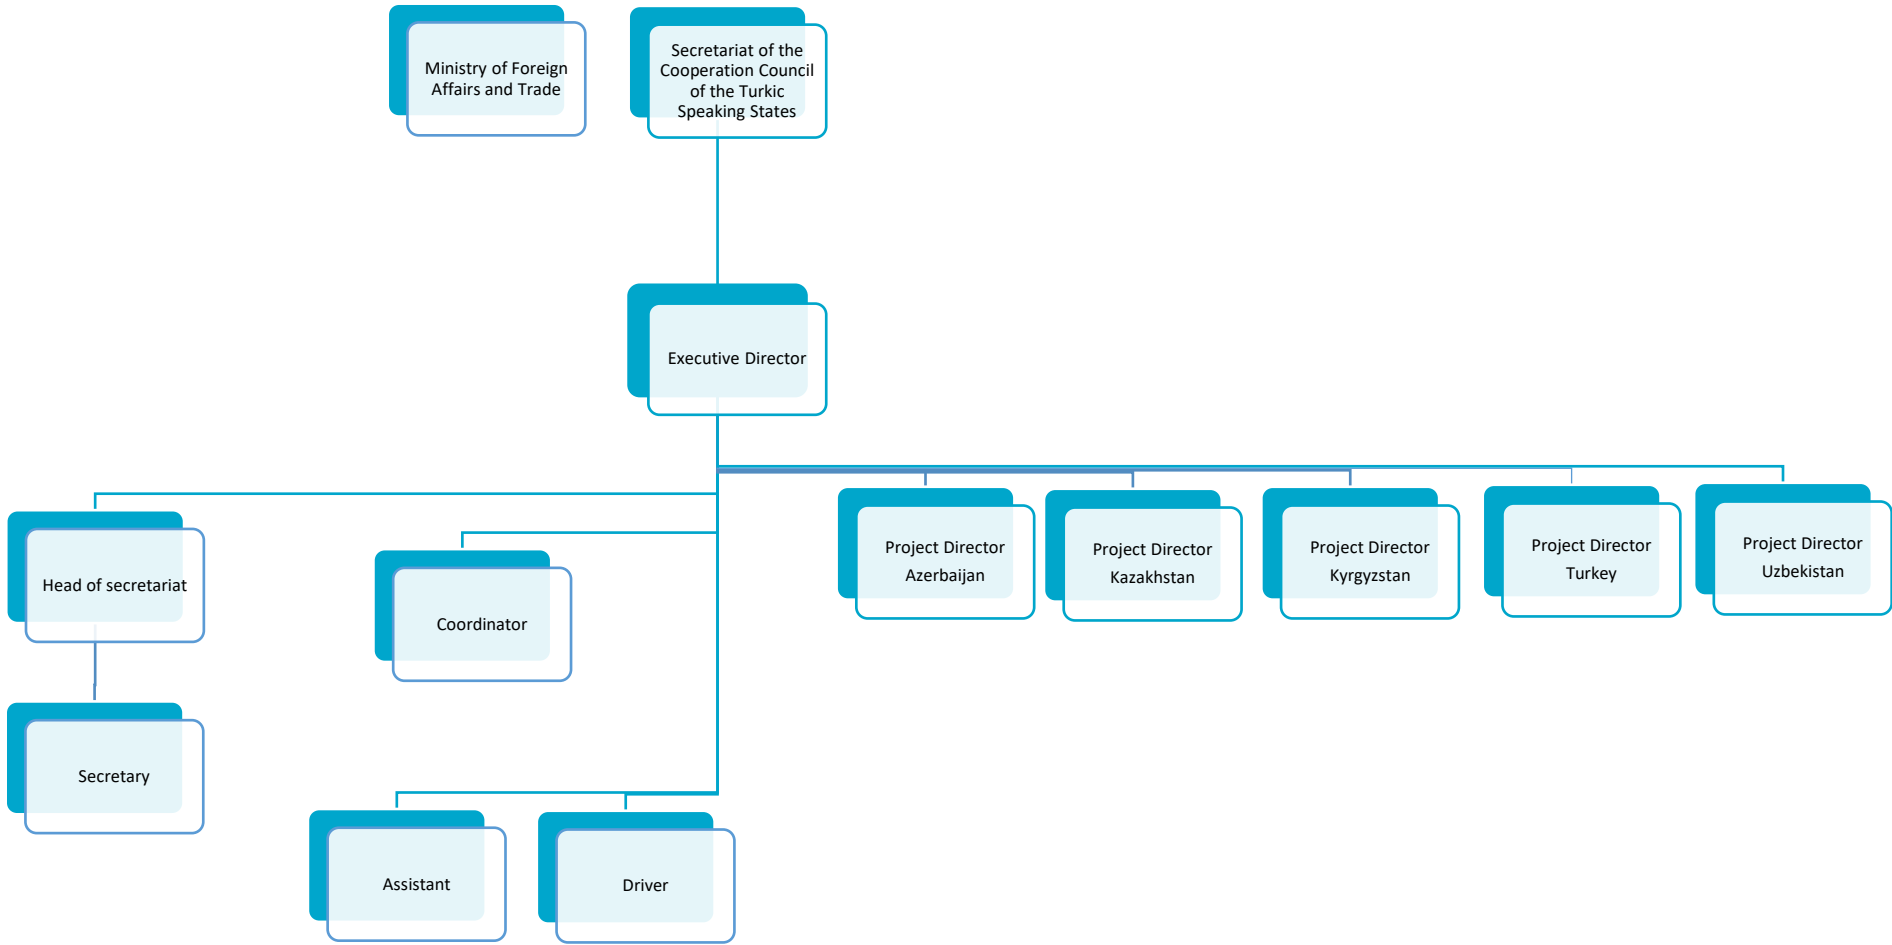 Ministry of Foreign
Affairs and Trade
Secretariat of the
Cooperation Council
of the Turkic
Speaking States
Executive Director
Head of secretariat
Coordinator
Project Director
Azerbaijan
Project Director
Kazakhstan
Project Director
Kyrgyzstan
Project Director
Turkey
Project Director
Uzbekistan
Secretary
Assistant
Driver